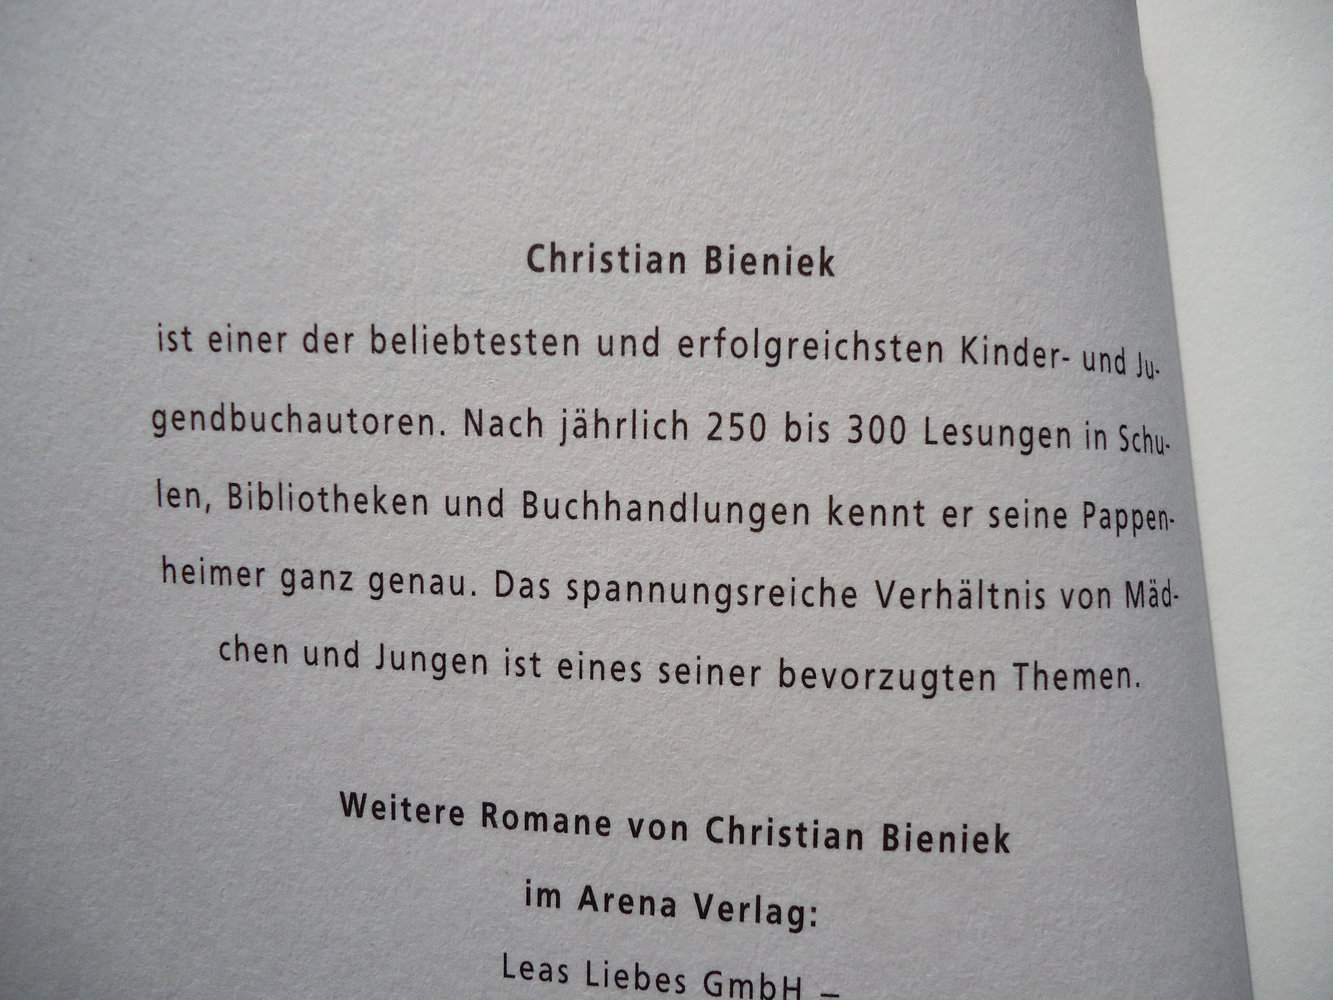 Christian Bieniek
ist einer der beliebtesten und erfolgreichsten Kinder- und Ju-
gendbuchautoren. Nach jährlich 250 bis 300 Lesungen in Schu-
len, Bibliotheken und Buchhandlungen kennt er seine Pappen-
heimer ganz genau. Das spannungsreiche Verhältnis von Mäd-
chen und Jungen ist eines seiner bevorzugten Themen.
Weitere Romane von Christian Bieniek
im Arena Verlag:
Leas Liebes GmbH –